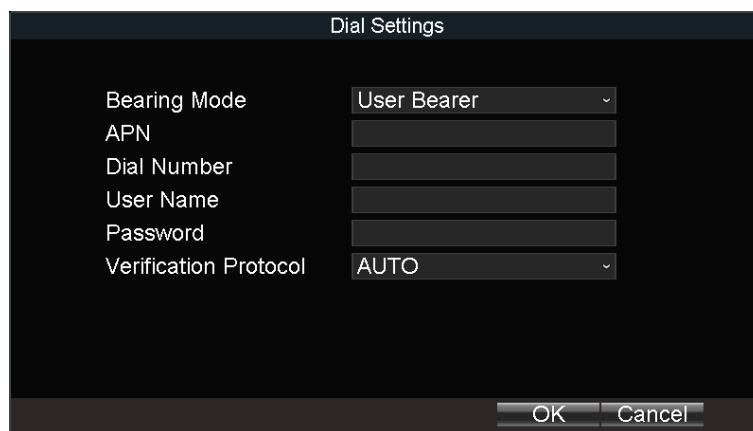 Dial Settings
Bearing Mode User Bearer
APN
Dial Number
User Name
Password
Verification Protocol AUTO
OK Cancel